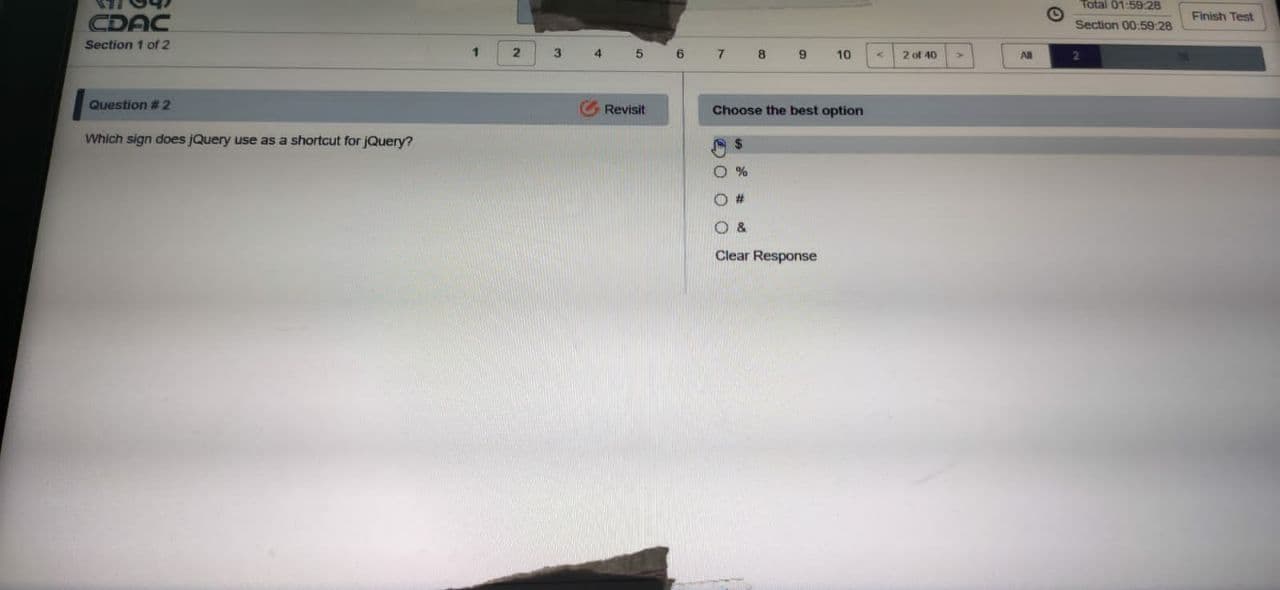 CDAC
Section 1 of 2
Total 01:59:28
Section 00:59:28
Finish Test
1 2 3 4 5 6 7 8 9 10 < 2 of 40 > All 2
Question # 2
Revisit
Which sign does jQuery use as a shortcut for jQuery?
Choose the best option
$
%
#
&
Clear Response